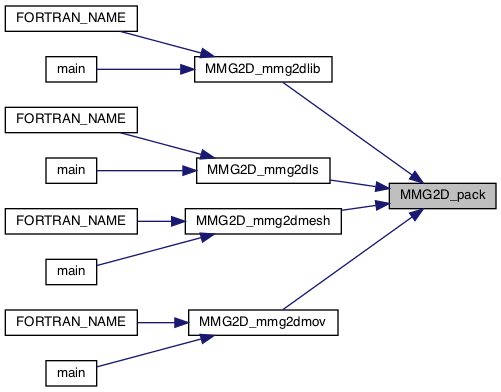 FORTRAN_NAME
main
MMG2D_mmg2dlib
FORTRAN_NAME
main
MMG2D_mmg2dls
MMG2D_pack
FORTRAN_NAME
MMG2D_mmg2dmesh
main
FORTRAN_NAME
MMG2D_mmg2dmov
main